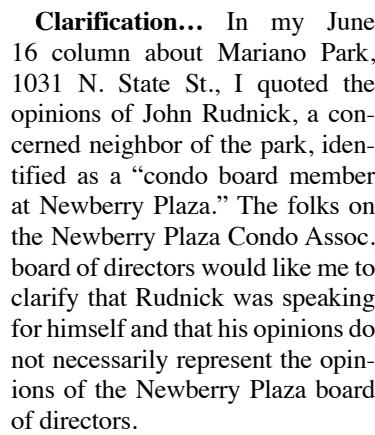 Clarification… In my June
16 column about Mariano Park,
1031 N. State St., I quoted the
opinions of John Rudnick, a con-
cerned neighbor of the park, iden-
tified as a “condo board member
at Newberry Plaza.” The folks on
the Newberry Plaza Condo Assoc.
board of directors would like me to
clarify that Rudnick was speaking
for himself and that his opinions do
not necessarily represent the opin-
ions of the Newberry Plaza board
of directors.